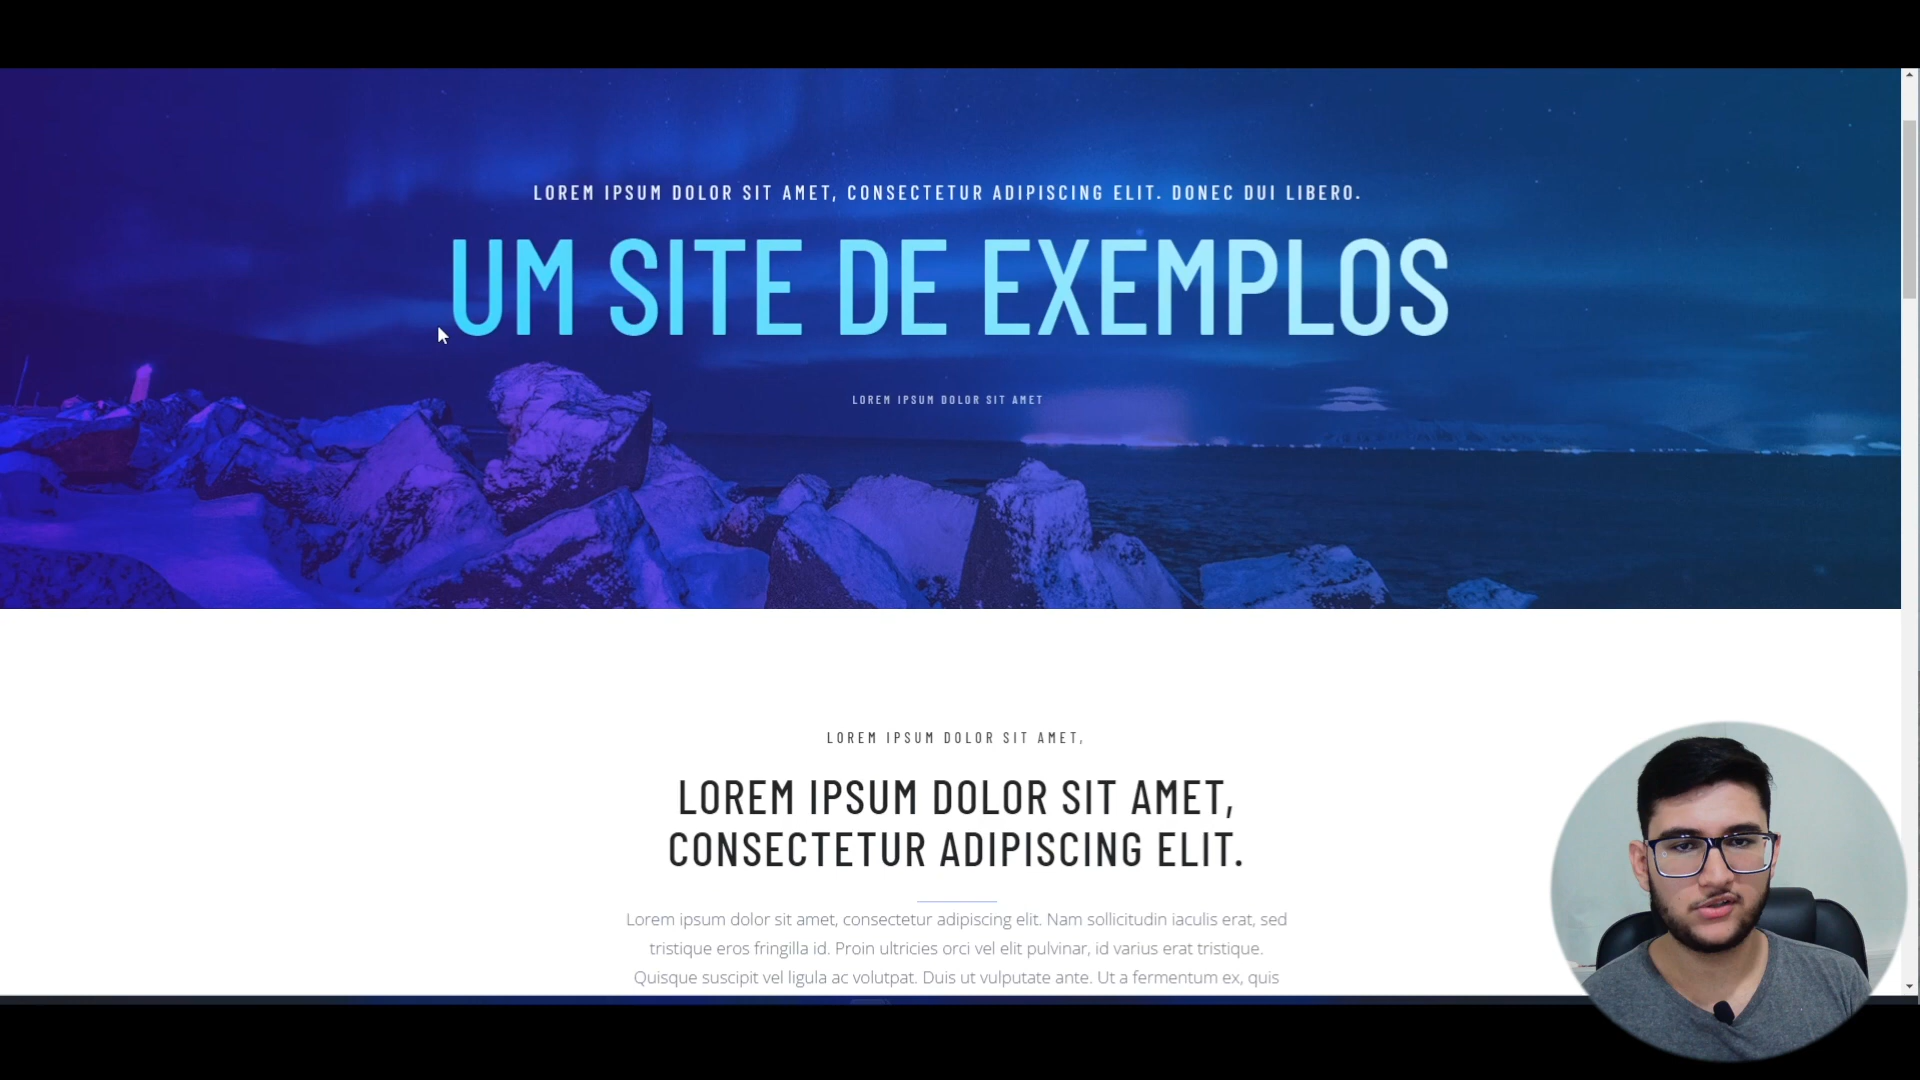 LOREM IPSUM DOLOR SIT AMET, CONSECTETUR ADIPISCING ELIT. DONEC DUI LIBERO.
UM SITE DE EXEMPLOS
LOREM IPSUM DOLOR SIT AMET
LOREM IPSUM DOLOR SIT AMET,
LOREM IPSUM DOLOR SIT AMET,
CONSECTETUR ADIPISCING ELIT.
Lorem ipsum dolor sit amet, consectetur adipiscing elit. Nam sollicitudin iaculis erat, sed
tristique eros fringilla id. Proin ultricies orci vel elit pulvinar, id varius erat tristique.
Quisque suscipit vel ligula ac volutpat. Duis ut vulputate ante. Ut a fermentum ex, quis